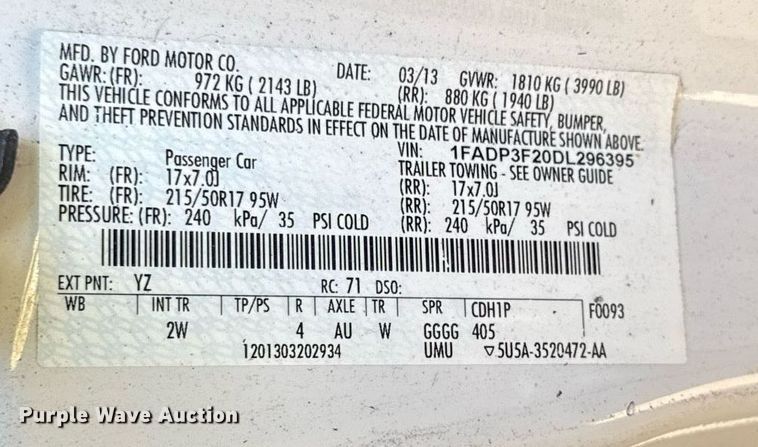 MFD. BY FORD MOTOR CO. DATE: 03/13 GVWR: 1810 KG ( 3990 LB)
GAWR: (FR): 972 KG ( 2143 LB) (RR): 880 KG ( 1940 LB)
THIS VEHICLE CONFORMS TO ALL APPLICABLE FEDERAL MOTOR VEHICLE SAFETY, BUMPER,
AND THEFT PREVENTION STANDARDS IN EFFECT ON THE DATE OF MANUFACTURE SHOWN ABOVE.
VIN: 1FADP3F20DL296395
TYPE: Passenger Car TRAILER TOWING - SEE OWNER GUIDE
RIM: (FR): 17x7.0J (RR): 17x7.0J
TIRE: (FR): 215/50R17 95W (RR): 215/50R17 95W
PRESSURE: (FR): 240 kPa/ 35 PSI COLD (RR): 240 kPa/ 35 PSI COLD
EXT PNT: YZ RC: 71 DSO:
WB INT TR TP/PS R AXLE TR SPR CDH1P F0093
2W 4 AU W GGGG 405
1201303202934 UMU ▽5U5A-3520472-AA
Purple Wave Auction